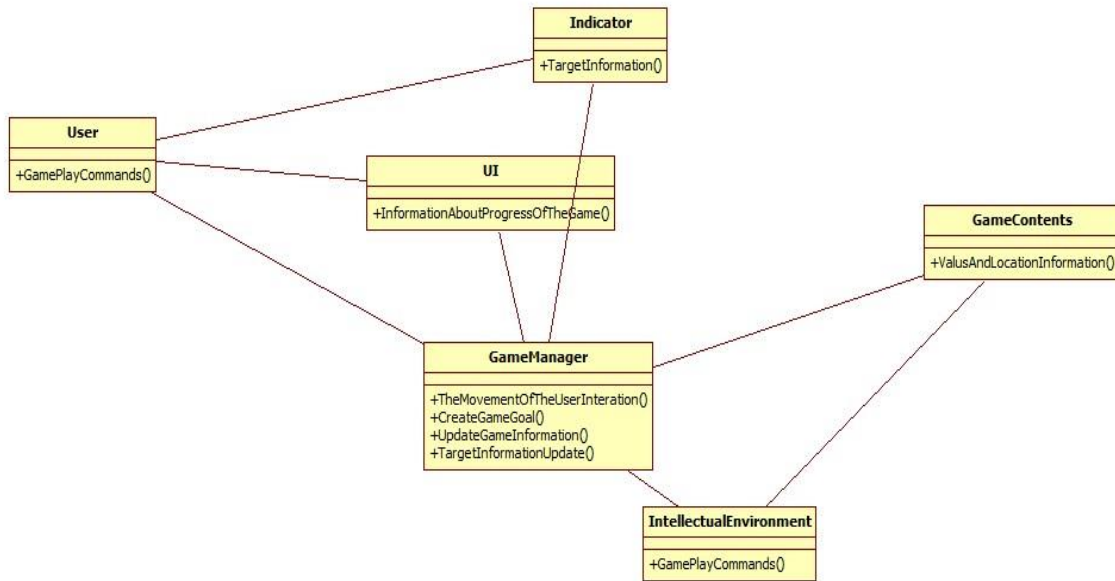 Indicator
+TargetInformation()
User
+GamePlayCommands()
UI
+InformationAboutProgressOfTheGame()
GameContents
+ValusAndLocationInformation()
GameManager
+TheMovementOfTheUserInteration()
+CreateGameGoal()
+UpdateGameInformation()
+TargetInformationUpdate()
IntellectualEnvironment
+GamePlayCommands()